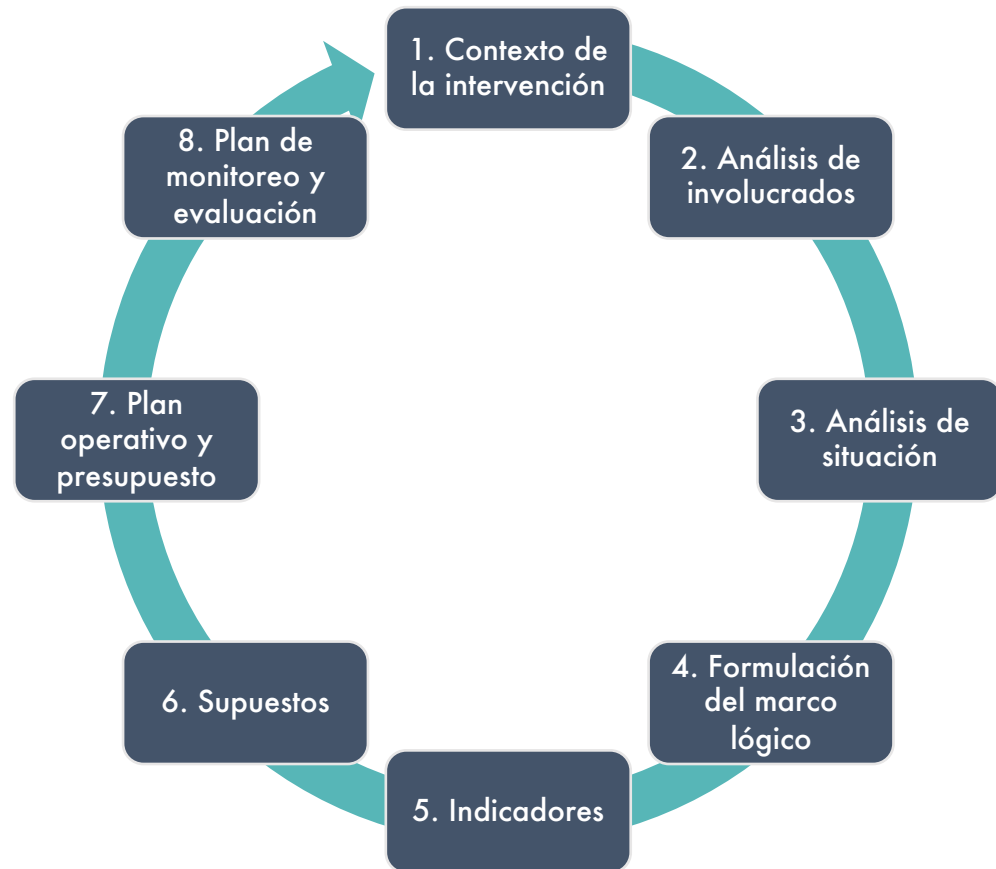 1. Contexto de
la intervención
2. Análisis de
involucrados
3. Análisis de
situación
4. Formulación
del marco
lógico
5. Indicadores
6. Supuestos
7. Plan
operativo y
presupuesto
8. Plan de
monitoreo y
evaluación